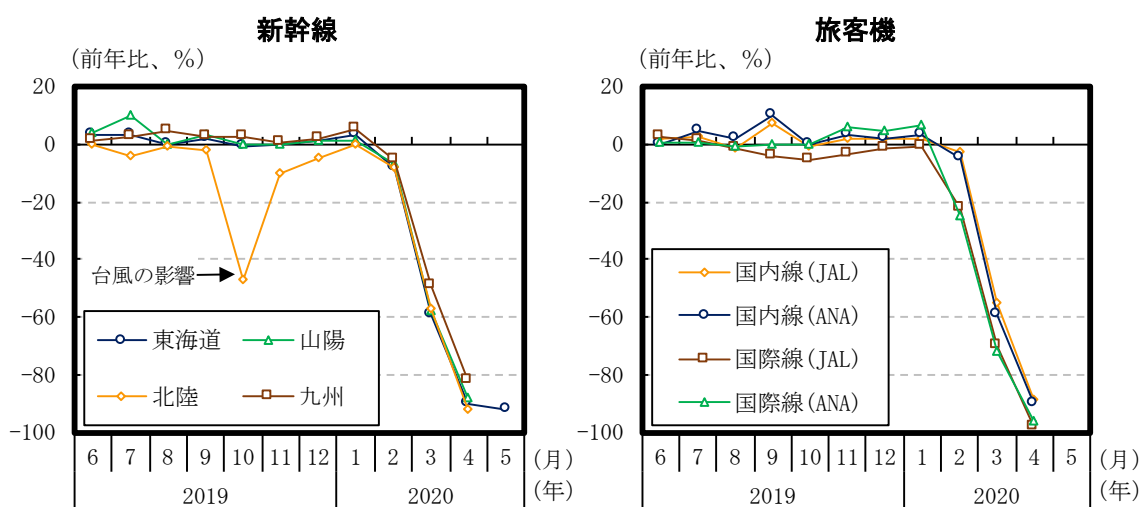 新幹線
(前年比、%)
20
0
-20
-40
-60
-80
-100
台風の影響
東海道
山陽
北陸
九州
6 7 8 9 10 11 12 1 2 3 4 5 (月)
2019 2020 (年)
旅客機
(前年比、%)
20
0
-20
-40
-60
-80
-100
国内線(JAL)
国内線(ANA)
国際線(JAL)
国際線(ANA)
6 7 8 9 10 11 12 1 2 3 4 5 (月)
2019 2020 (年)